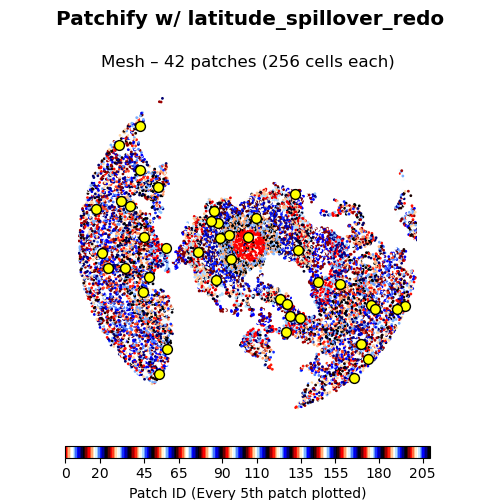 Patchify w/ latitude_spillover_redo
Mesh – 42 patches (256 cells each)
0 20 45 65 90 110 135 155 180 205
Patch ID (Every 5th patch plotted)